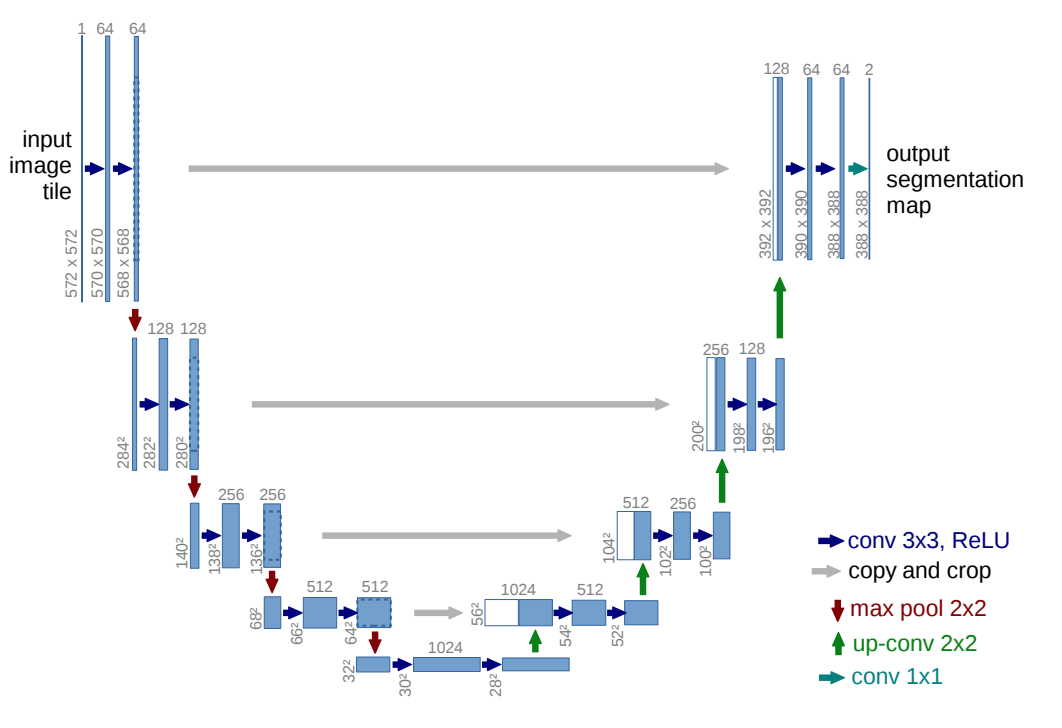 1 64 64
input
image
tile
572 x 572
570 x 570
568 x 568
128 64 64 2
output
segmentation
map
392 x 392
390 x 390
388 x 388
388 x 388
128 128
284²
282²
280²
256 128
200²
198²
196²
256 256
140²
138²
136²
512 256
104²
102²
100²
512 512
68²
66²
64²
1024 512
56²
54²
52²
1024
32²
30²
28²
conv 3x3, ReLU
copy and crop
max pool 2x2
up-conv 2x2
conv 1x1